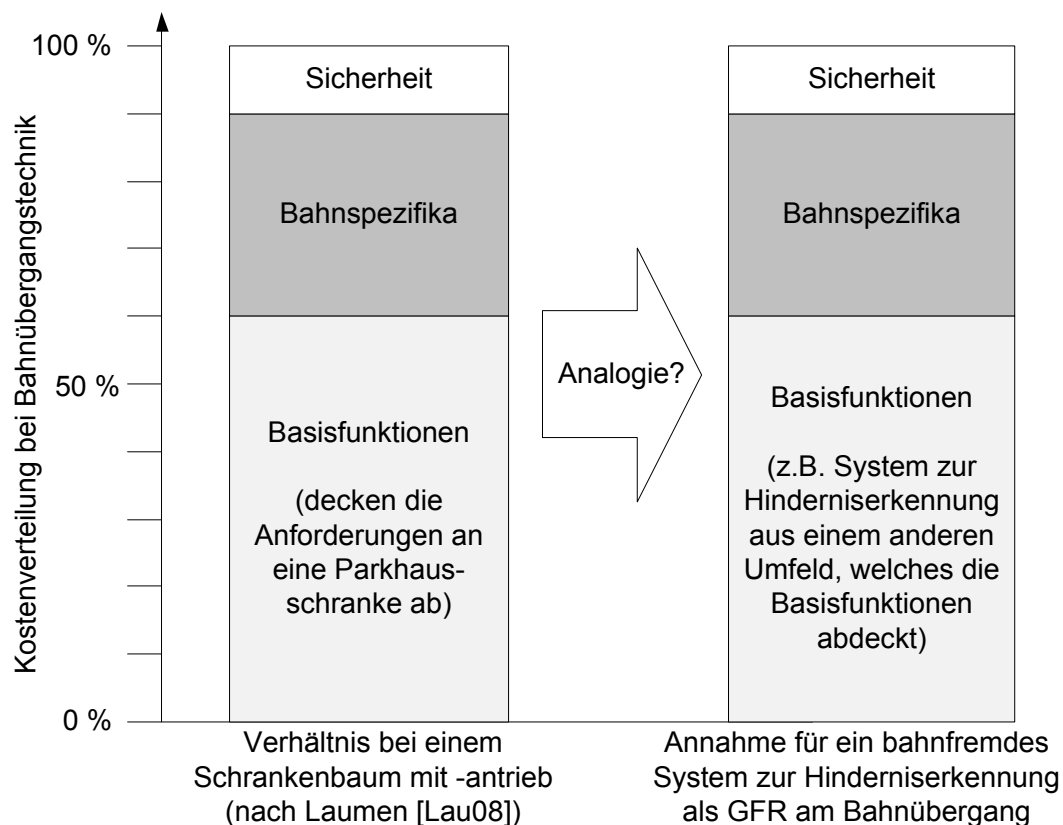 Kostenverteilung bei Bahnübergangstechnik
100 %
50 %
0 %
Sicherheit
Bahnspezifika
Basisfunktionen
(decken die
Anforderungen an
eine Parkhaus-
schranke ab)
Analogie?
Sicherheit
Bahnspezifika
Basisfunktionen
(z.B. System zur
Hinderniserkennung
aus einem anderen
Umfeld, welches die
Basisfunktionen
abdeckt)
Verhältnis bei einem
Schrankenbaum mit -antrieb
(nach Laumen [Lau08])
Annahme für ein bahnfremdes
System zur Hinderniserkennung
als GFR am Bahnübergang